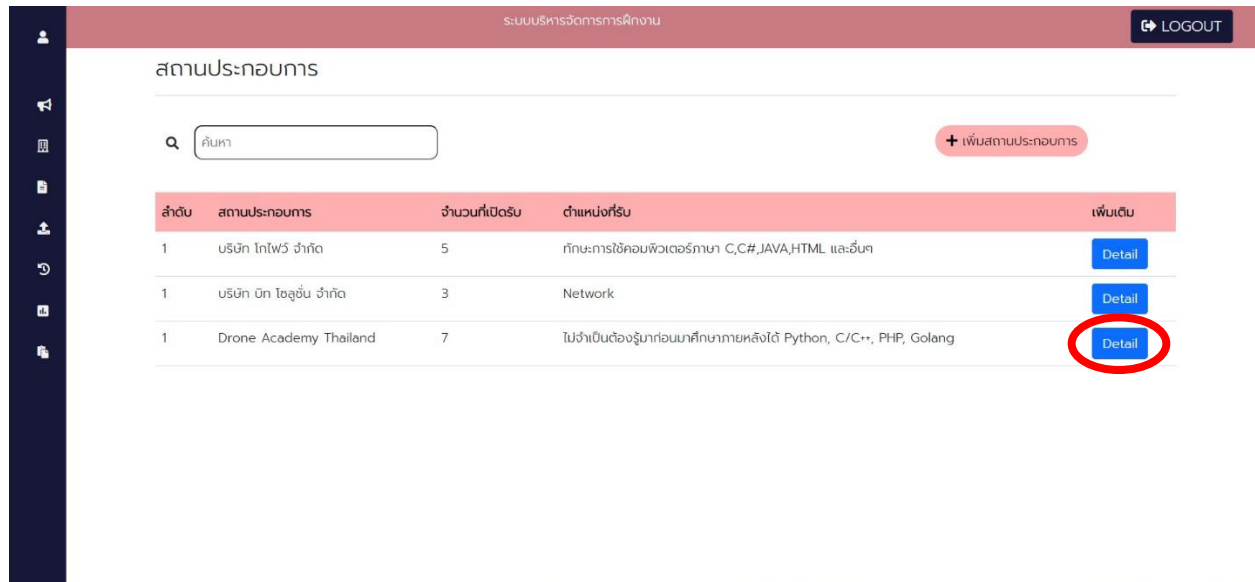 ระบบบริหารจัดการการฝึกงาน
LOGOUT
สถานประกอบการ
ค้นหา
เพิ่มสถานประกอบการ
ลำดับ สถานประกอบการ จำนวนที่เปิดรับ ตำแหน่งที่รับ เพิ่มเติม
1 บริษัท โกไฟว์ จำกัด 5 ทักษะการใช้คอมพิวเตอร์ภาษา C,C#,JAVA,HTML และอื่นๆ Detail
1 บริษัท บิท โซลูชั่น จำกัด 3 Network Detail
1 Drone Academy Thailand 7 ไม่จำเป็นต้องรู้มาก่อนมาศึกษาภายหลังได้ Python, C/C++, PHP, Golang Detail